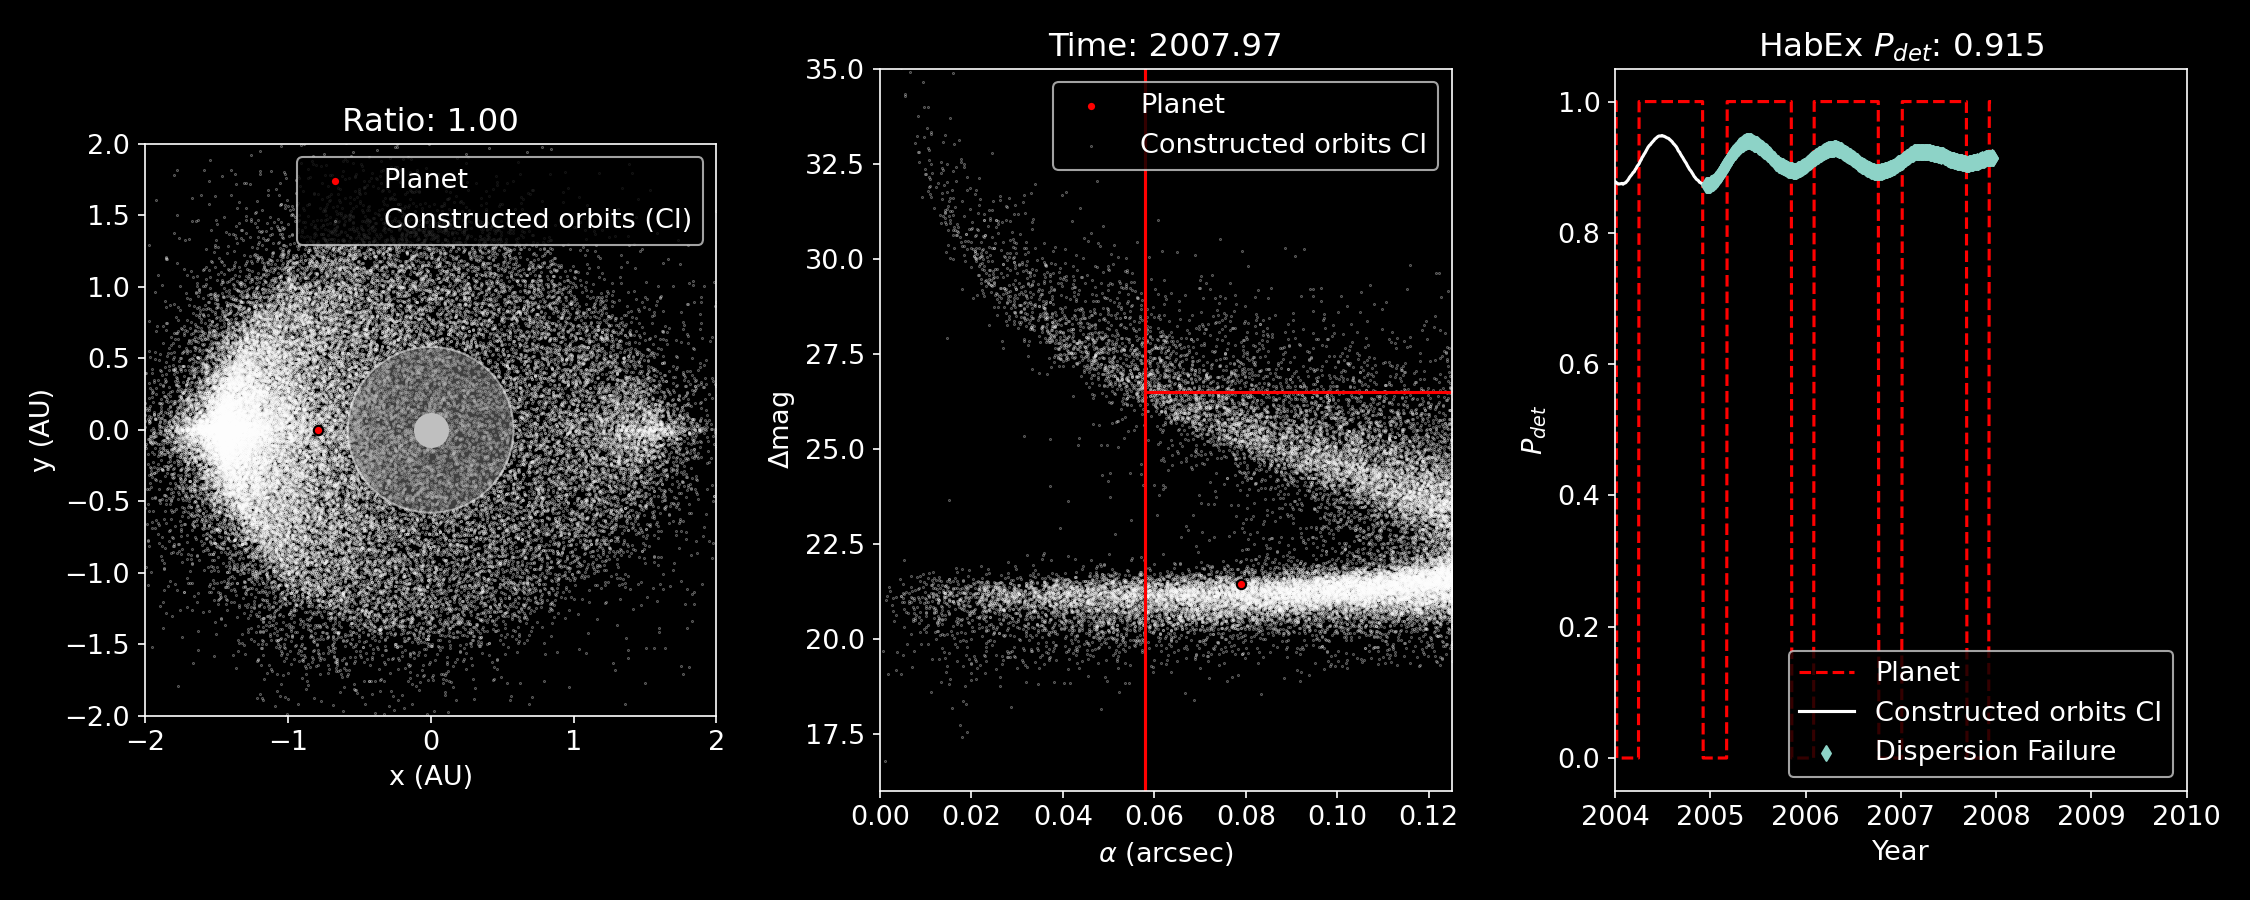 Ratio: 1.00
Planet
Constructed orbits (CI)
2.0
1.5
1.0
0.5
0.0
−0.5
−1.0
−1.5
−2.0
−2 −1 0 1 2
x (AU)
y (AU)
Time: 2007.97
Planet
Constructed orbits CI
35.0
32.5
30.0
27.5
25.0
22.5
20.0
17.5
0.00 0.02 0.04 0.06 0.08 0.10 0.12
α (arcsec)
Δmag
HabEx P_det: 0.915
1.0
0.8
0.6
0.4
0.2
0.0
Planet
Constructed orbits CI
Dispersion Failure
2004 2005 2006 2007 2008 2009 2010
Year
P_det